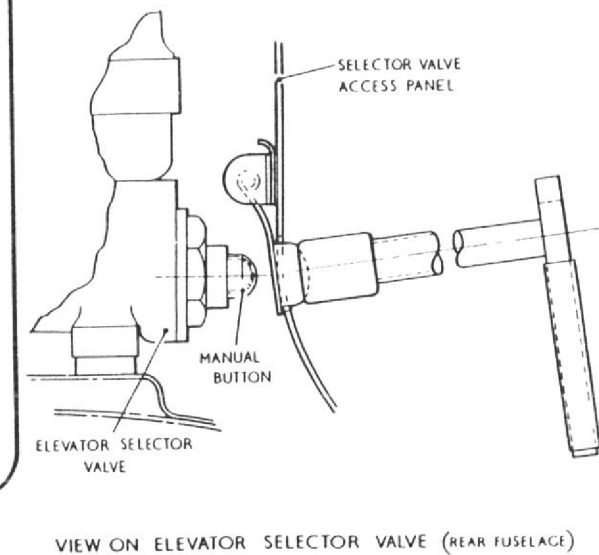 SELECTOR VALVE
ACCESS PANEL
MANUAL
BUTTON
ELEVATOR SELECTOR
VALVE
VIEW ON ELEVATOR SELECTOR VALVE (REAR FUSELAGE)